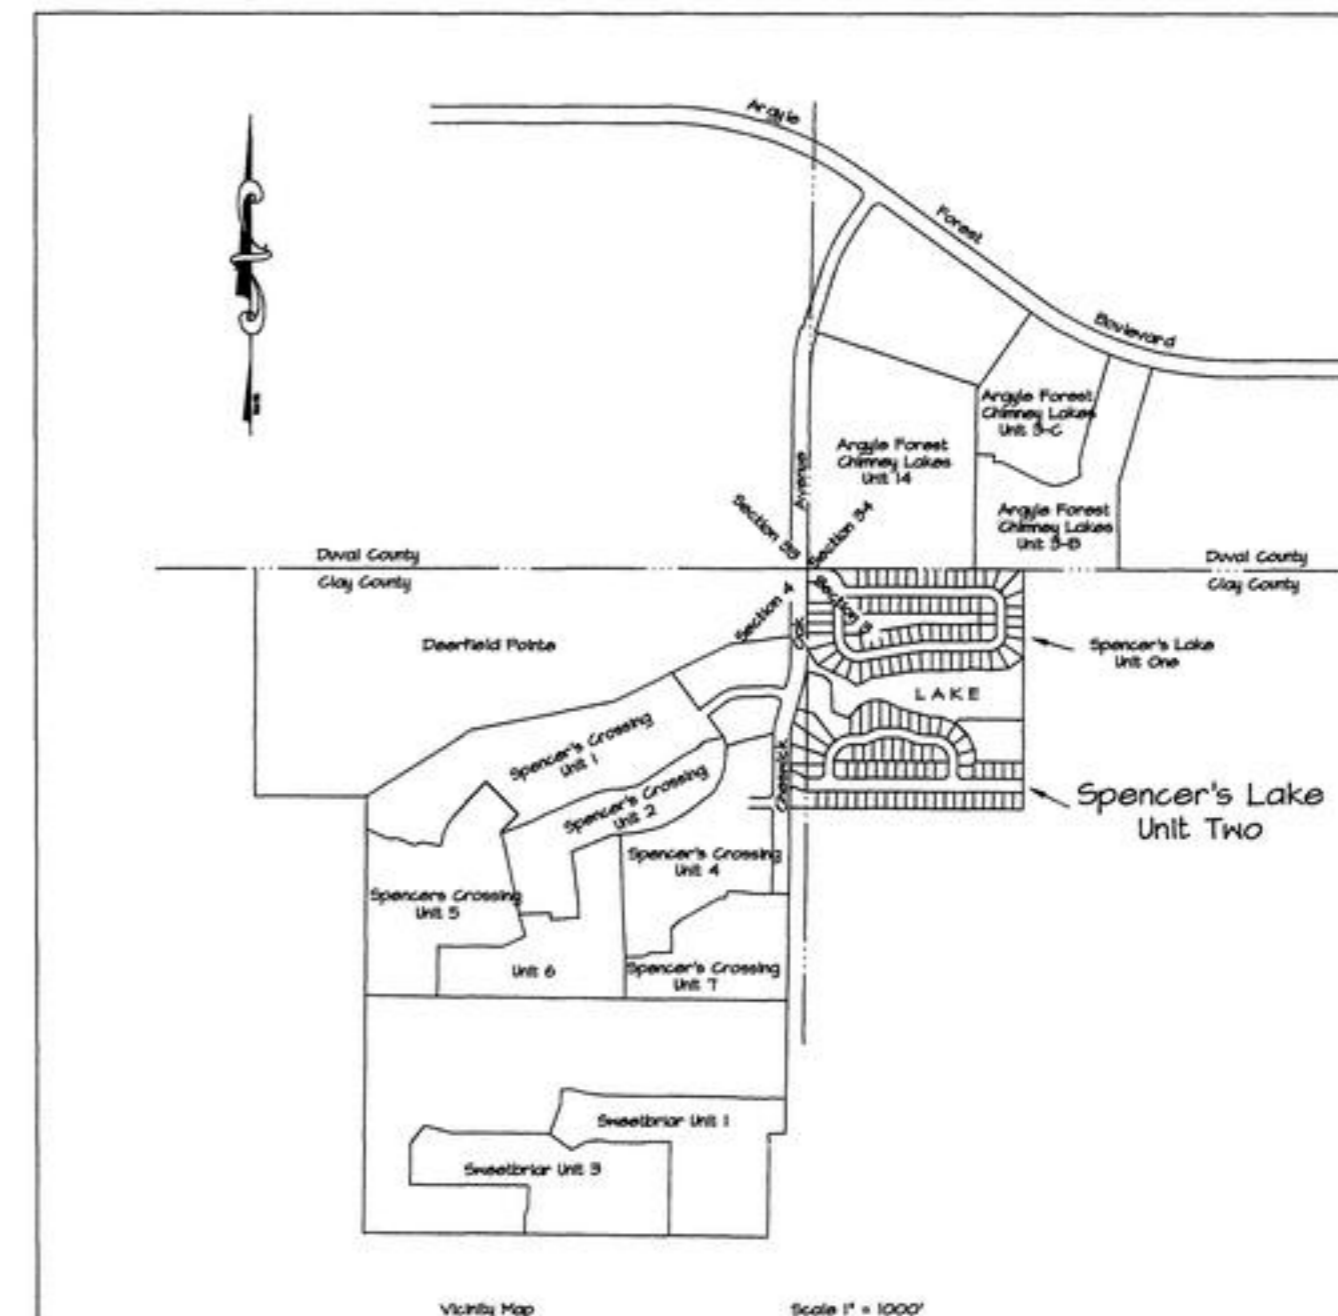 Argyle
Forest
Boulevard
Argyle Forest
Chimney Lakes
Unit 3-C
Argyle Forest
Chimney Lakes
Unit 14
Avenue
Section 33
Section 34
Argyle Forest
Chimney Lakes
Unit 3-B
Duval County
Clay County
Duval County
Clay County
Section 4
Section 3
Oak
Deerfield Pointe
Spencer's Lake
Unit One
LAKE
Spencer's Crossing
Unit 1
Cheswick
Spencer's Crossing
Unit 2
Spencer's Lake
Unit Two
Spencer's Crossing
Unit 4
Spencers Crossing
Unit 5
Unit 6
Spencer's Crossing
Unit 7
Sweetbriar Unit 1
Sweetbriar Unit 3
Vicinity Map
Scale 1" = 1000'